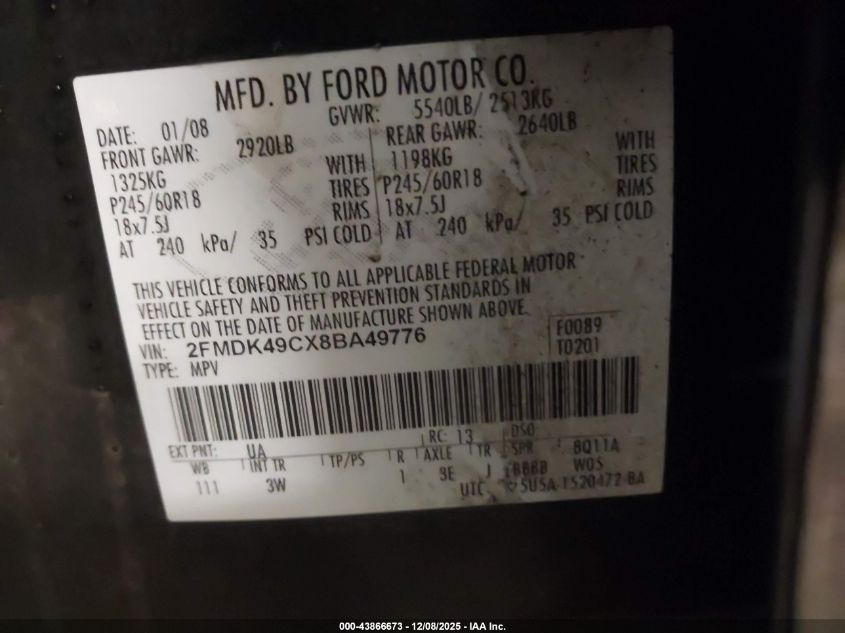 MFD. BY FORD MOTOR CO.
DATE: 01/08 GVWR: 5540LB/ 2513KG
FRONT GAWR: 2920LB REAR GAWR: 2640LB
1325KG WITH 1198KG WITH
P245/60R18 TIRES P245/60R18 TIRES
18x7.5J RIMS 18x7.5J RIMS
AT 240 kPa/ 35 PSI COLD AT 240 kPa/ 35 PSI COLD
THIS VEHICLE CONFORMS TO ALL APPLICABLE FEDERAL MOTOR
VEHICLE SAFETY AND THEFT PREVENTION STANDARDS IN
EFFECT ON THE DATE OF MANUFACTURE SHOWN ABOVE.
VIN: 2FMDK49CX8BA49776 F0089
TYPE: MPV T0201
EXT PNT: UA RC: 13 DSO:
WB INT TR TP/PS R AXLE TR SPR 8Q11A
111 3W 1 3E J BBBB WOS
UTC 5U5A-1520472-BA
000-43866673 - 12/08/2025 - IAA Inc.